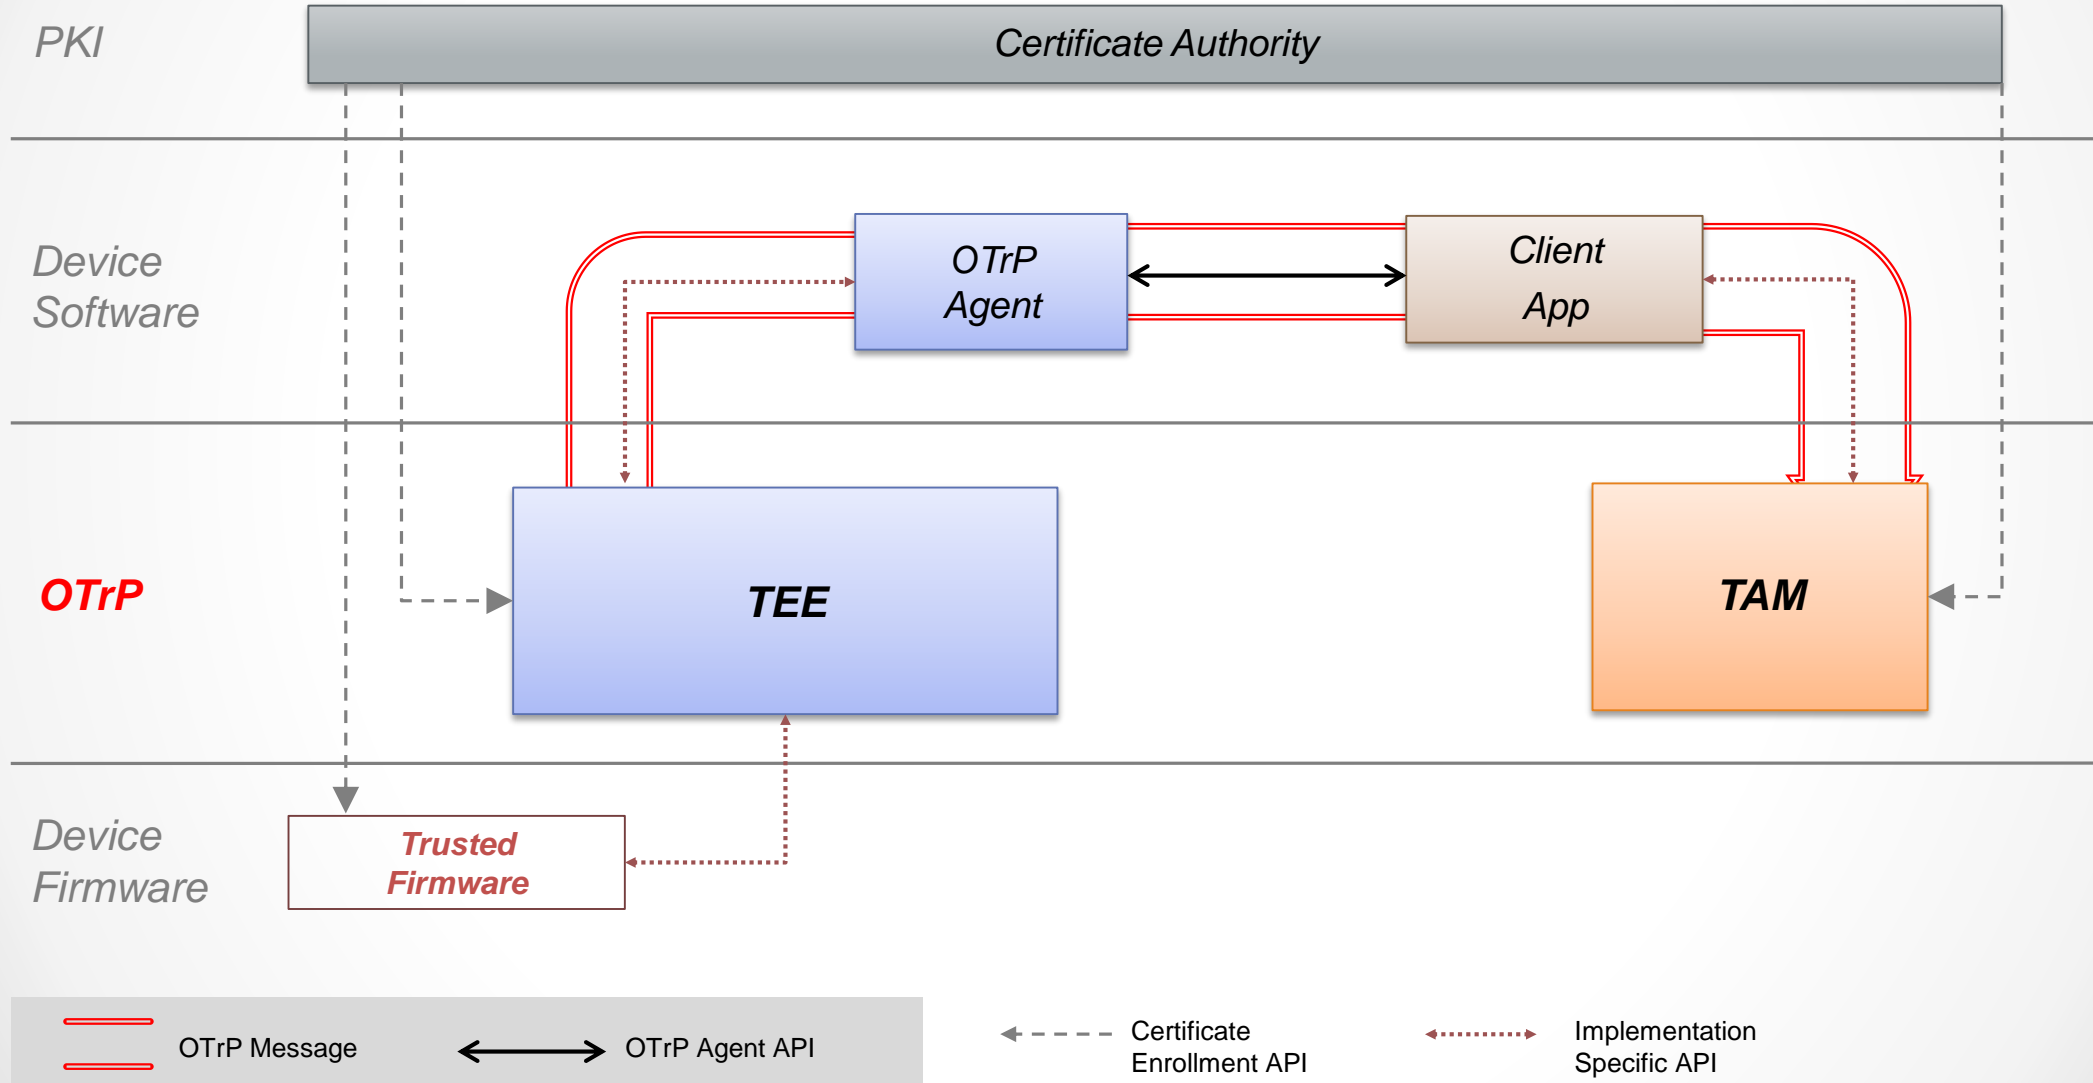 PKI
Certificate Authority
Device
Software
OTrP
Agent
Client
App
OTrP
TEE
TAM
Device
Firmware
Trusted
Firmware
OTrP Message
OTrP Agent API
Certificate
Enrollment API
Implementation
Specific API